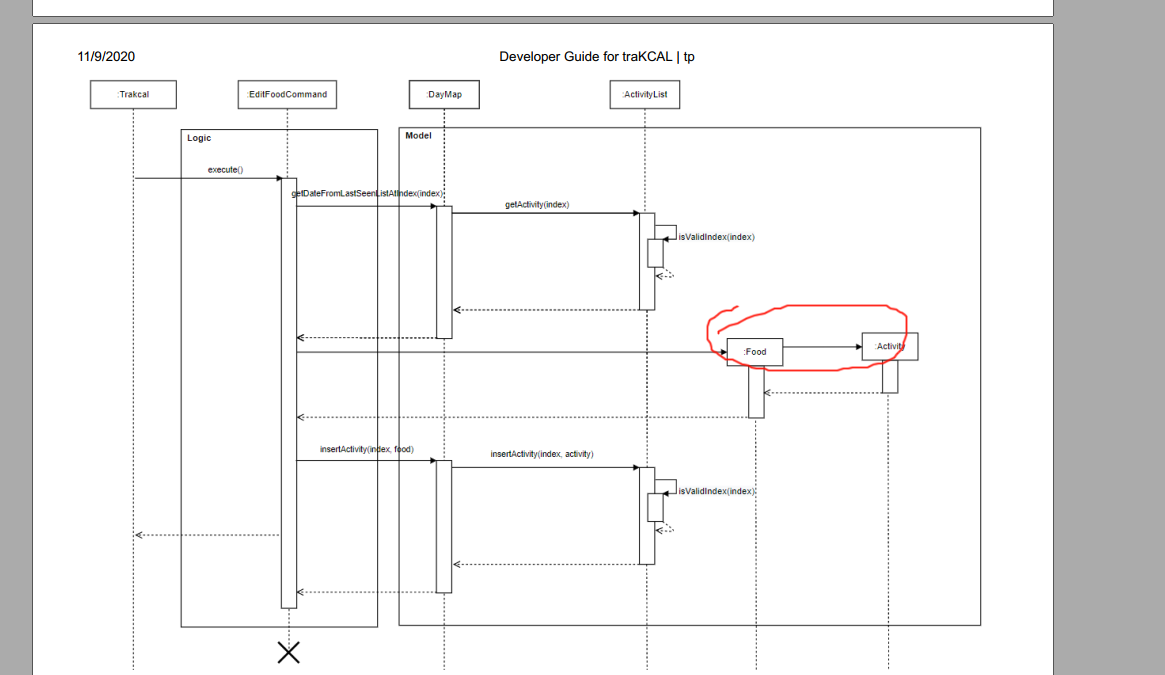 11/9/2020
Developer Guide for traKCAL | tp
:Trakcal
:EditFoodCommand
:DayMap
:ActivityList
Logic
Model
execute()
getDateFromLastSeenListAtIndex(index)
getActivity(index)
isValidIndex(index)
:Food
:Activity
insertActivity(index, food)
insertActivity(index, activity)
isValidIndex(index)